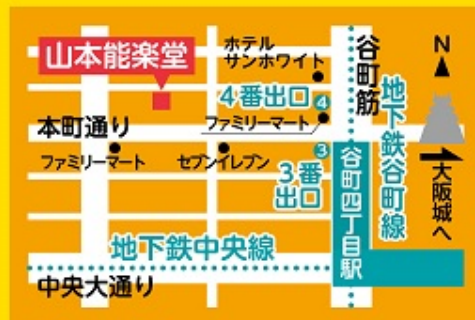 山本能楽堂
ホテル
サンホワイト
谷町筋
N
4番出口
4
ファミリーマート
本町通り
ファミリーマート
セブンイレブン
3
3番
出口
谷町四丁目駅
地下鉄谷町線
大阪城へ
地下鉄中央線
中央大通り